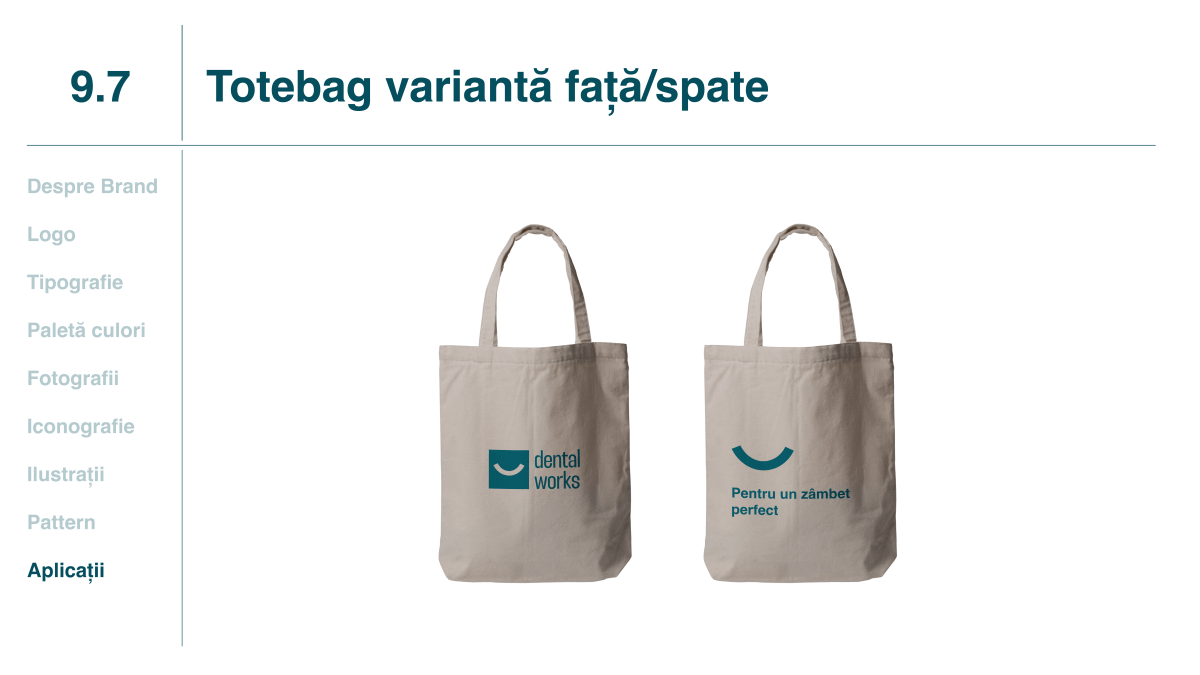 9.7
Totebag variantă față/spate
Despre Brand
Logo
Tipografie
Paletă culori
Fotografii
Iconografie
Ilustrații
Pattern
Aplicații
dental
works
Pentru un zâmbet
perfect